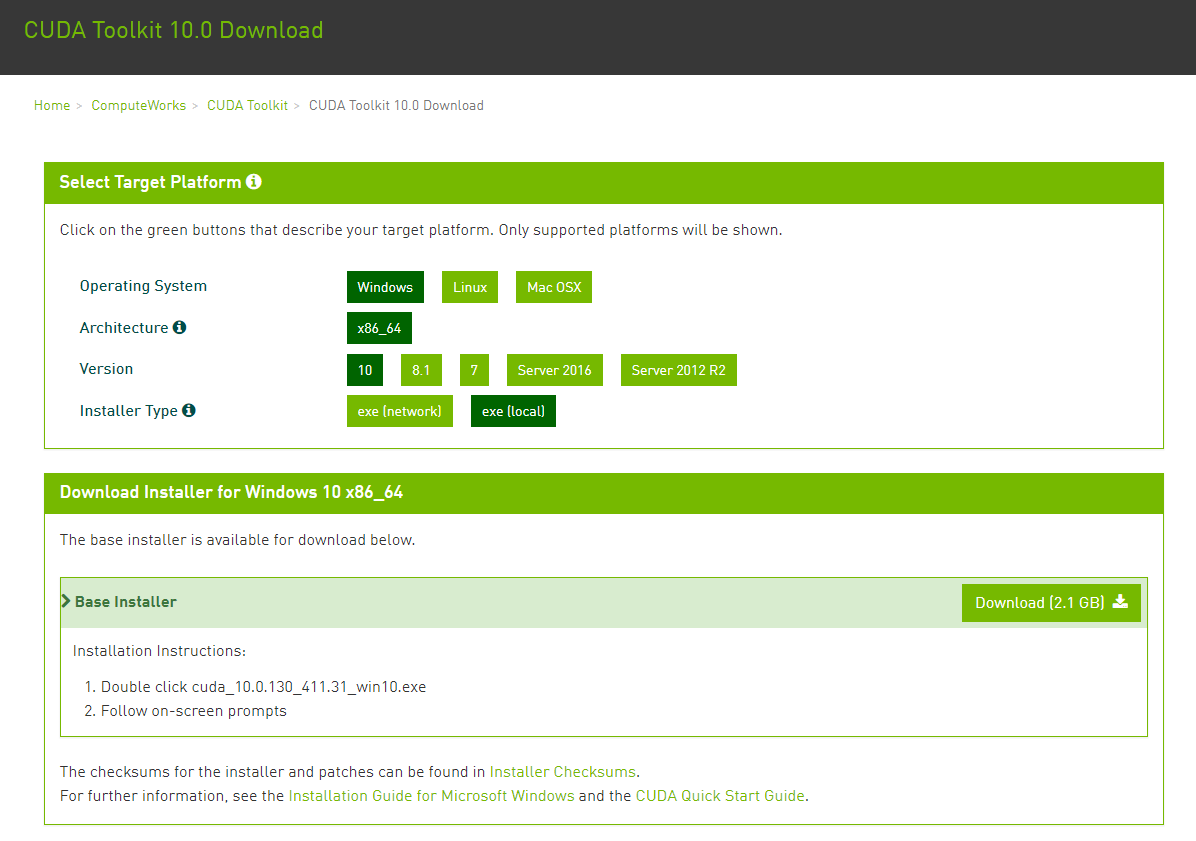 CUDA Toolkit 10.0 Download
Home > ComputeWorks > CUDA Toolkit > CUDA Toolkit 10.0 Download
Select Target Platform
Click on the green buttons that describe your target platform. Only supported platforms will be shown.
Operating System Windows Linux Mac OSX
Architecture x86_64
Version 10 8.1 7 Server 2016 Server 2012 R2
Installer Type exe (network) exe (local)
Download Installer for Windows 10 x86_64
The base installer is available for download below.
Base Installer Download (2.1 GB)
Installation Instructions:
1. Double click cuda_10.0.130_411.31_win10.exe
2. Follow on-screen prompts
The checksums for the installer and patches can be found in Installer Checksums.
For further information, see the Installation Guide for Microsoft Windows and the CUDA Quick Start Guide.